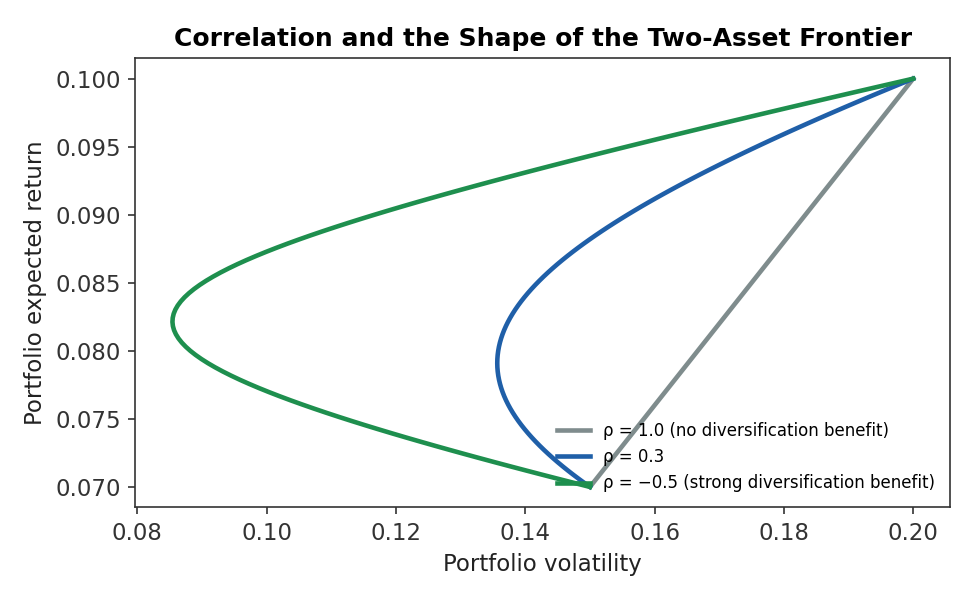 Correlation and the Shape of the Two-Asset Frontier
Portfolio expected return
0.100
0.095
0.090
0.085
0.080
0.075
0.070
ρ = 1.0 (no diversification benefit)
ρ = 0.3
ρ = −0.5 (strong diversification benefit)
0.08 0.10 0.12 0.14 0.16 0.18 0.20
Portfolio volatility